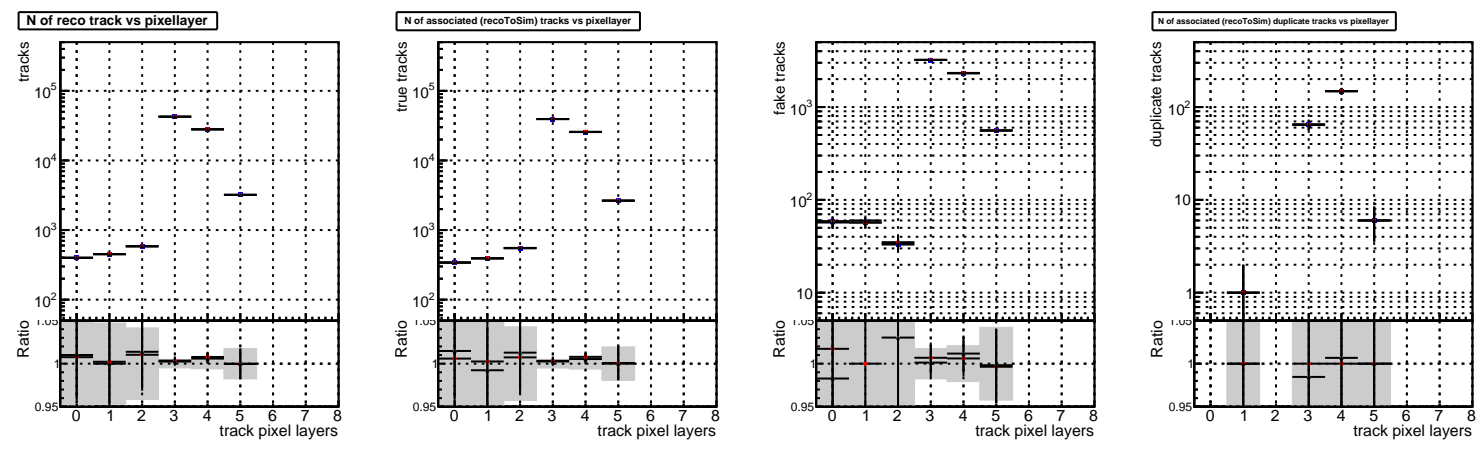 N of reco track vs pixellayer
tracks
10^5
10^4
10^3
10^2
Ratio
1.05
1
0.95
0 1 2 3 4 5 6 7 8
track pixel layers
N of associated (recoToSim) tracks vs pixellayer
true tracks
10^5
10^4
10^3
10^2
Ratio
1.05
1
0.95
0 1 2 3 4 5 6 7 8
track pixel layers
fake tracks
10^3
10^2
10
Ratio
1.05
1
0.95
0 1 2 3 4 5 6 7 8
track pixel layers
N of associated (recoToSim) duplicate tracks vs pixellayer
duplicate tracks
10^2
10
1
Ratio
1.05
1
0.95
0 1 2 3 4 5 6 7 8
track pixel layers